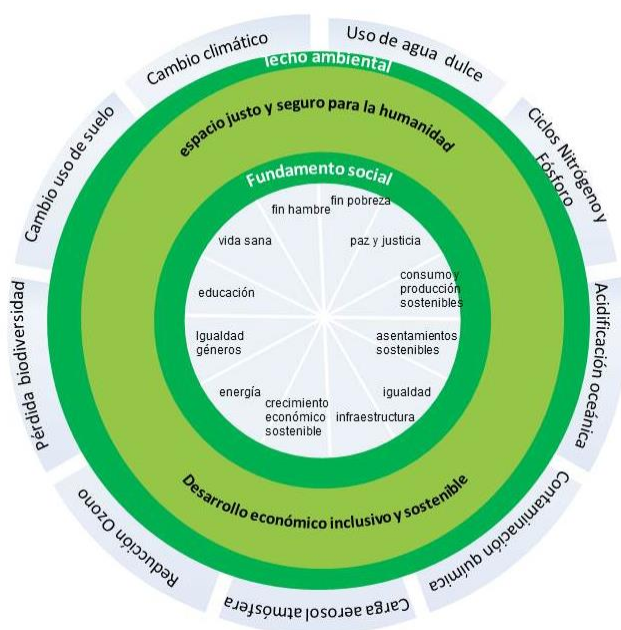 Cambio climático
Uso de agua dulce
Ciclos Nitrógeno y
Fósforo
Acidificación oceánica
Contaminación química
Carga aerosol atmósfera
Reducción Ozono
Pérdida biodiversidad
Cambio uso de suelo
Techo ambiental
espacio justo y seguro para la humanidad
Fundamento social
fin hambre
fin pobreza
vida sana
paz y justicia
educación
consumo y
producción
sostenibles
Igualdad
géneros
asentamientos
sostenibles
energía
igualdad
crecimiento
económico
sostenible
infraestructura
Desarrollo económico inclusivo y sostenible